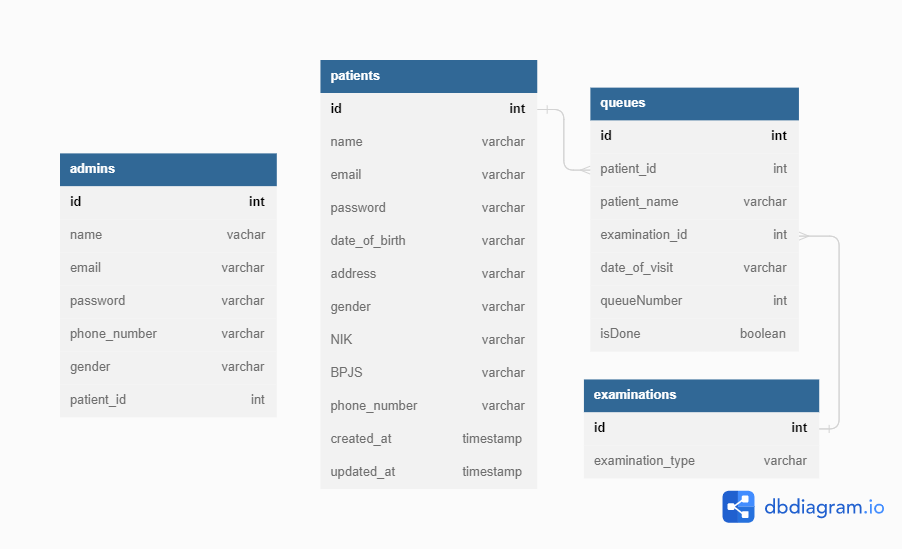 admins
id int
name vachar
email varchar
password varchar
phone_number varchar
gender varchar
patient_id int
patients
id int
name varchar
email varchar
password varchar
date_of_birth varchar
address varchar
gender varchar
NIK varchar
BPJS varchar
phone_number varchar
created_at timestamp
updated_at timestamp
queues
id int
patient_id int
patient_name varchar
examination_id int
date_of_visit varchar
queueNumber int
isDone boolean
examinations
id int
examination_type varchar
dbdiagram.io